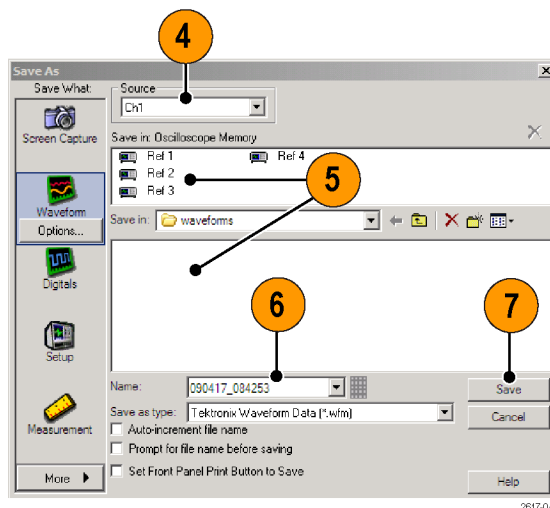 4
Save As
Save What:
Source
Ch1
Screen Capture
Save in: Oscilloscope Memory
Ref 1
Ref 4
Ref 2
Ref 3
5
Waveform
Options...
Save in:
waveforms
Digitals
6
7
Setup
Name:
090417_084253
Save
Save as type:
Tektronix Waveform Data (*.wfm)
Cancel
Measurement
Auto-increment file name
Prompt for file name before saving
Set Front Panel Print Button to Save
More
Help